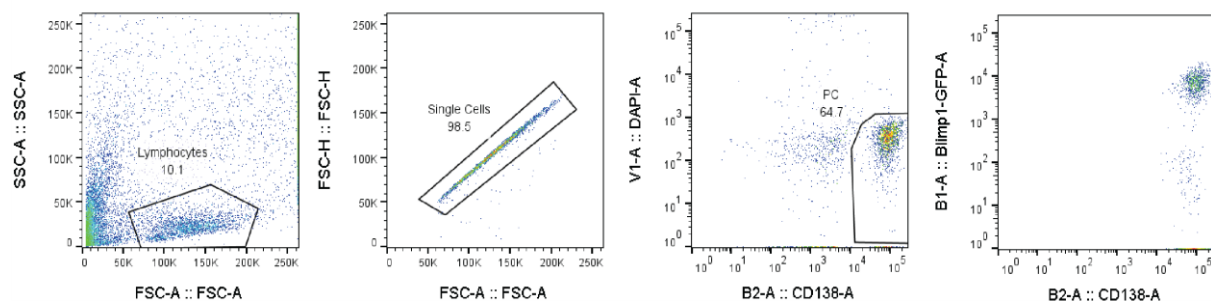 SSC-A :: SSC-A
250K
200K
150K
100K
50K
0
Lymphocytes
10.1
0 50K 100K 150K 200K 250K
FSC-A :: FSC-A
FSC-H :: FSC-H
250K
200K
150K
100K
50K
0
Single Cells
98.5
0 50K 100K 150K 200K 250K
FSC-A :: FSC-A
V1-A :: DAPI-A
10^5
10^4
10^3
10^2
10^1
10^0
PC
64.7
10^0 10^1 10^2 10^3 10^4 10^5
B2-A :: CD138-A
B1-A :: Blimp1-GFP-A
10^5
10^4
10^3
10^2
10^1
10^0
10^0 10^1 10^2 10^3 10^4 10^5
B2-A :: CD138-A